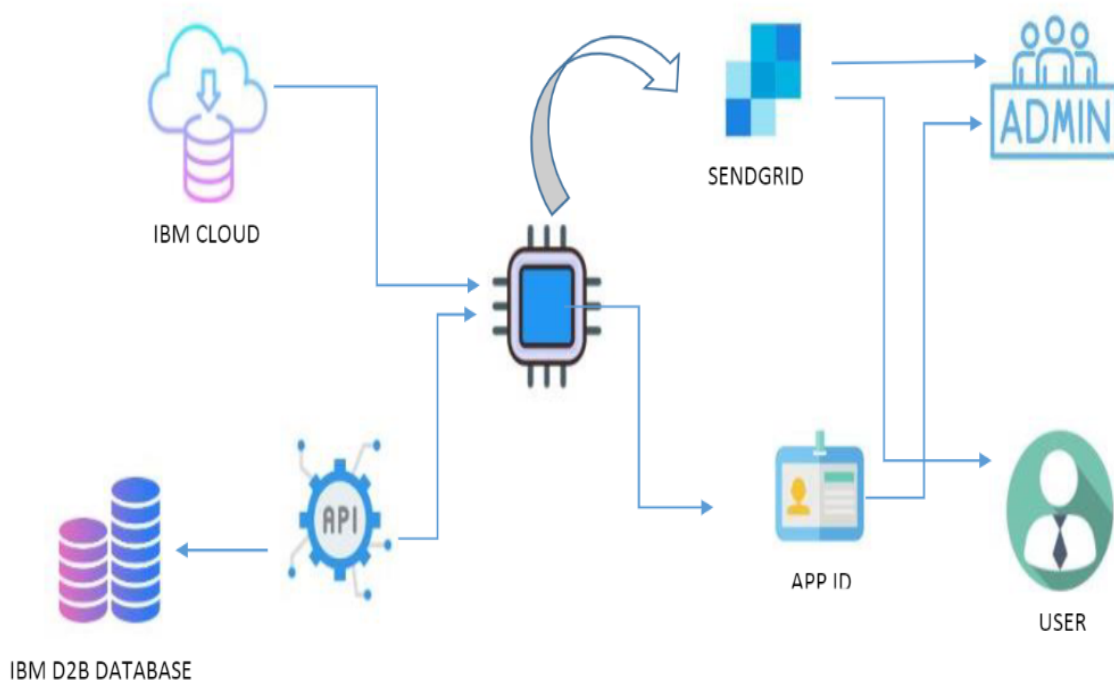 ADMIN
SENDGRID
IBM CLOUD
API
APP ID
USER
IBM D2B DATABASE